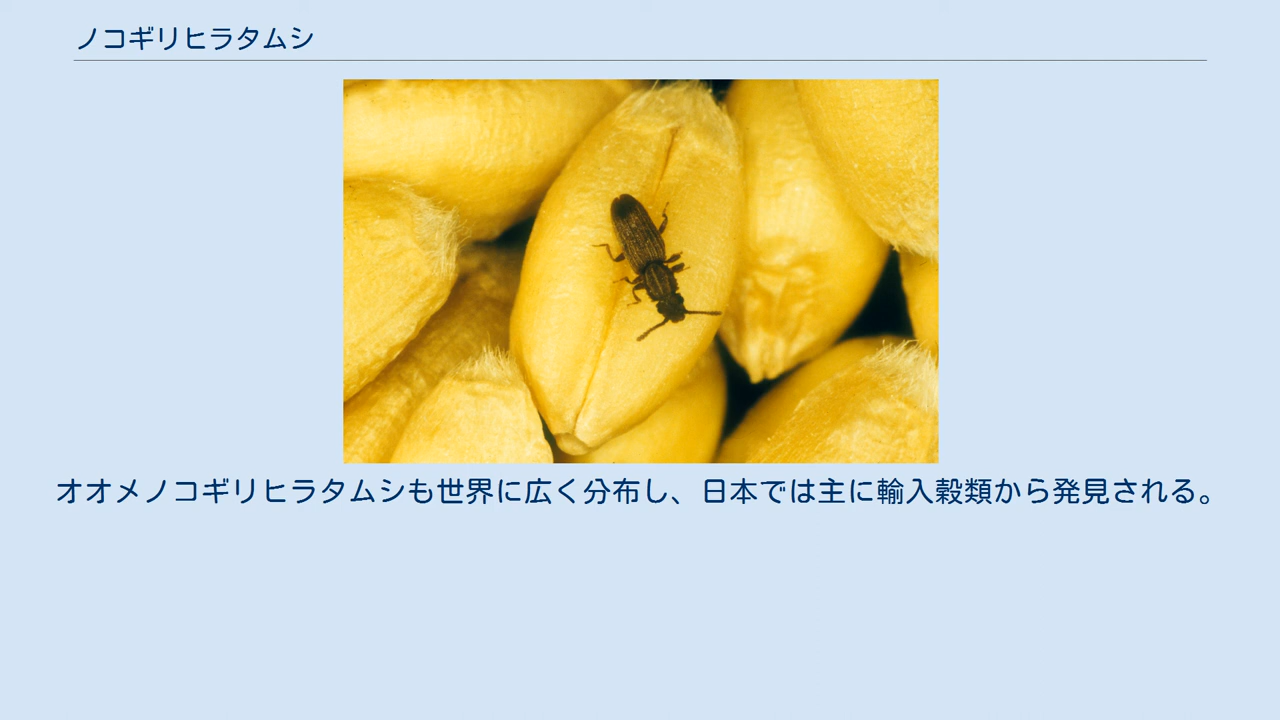 ノコギリヒラタムシ
オオメノコギリヒラタムシも世界に広く分布し、日本では主に輸入穀類から発見される。